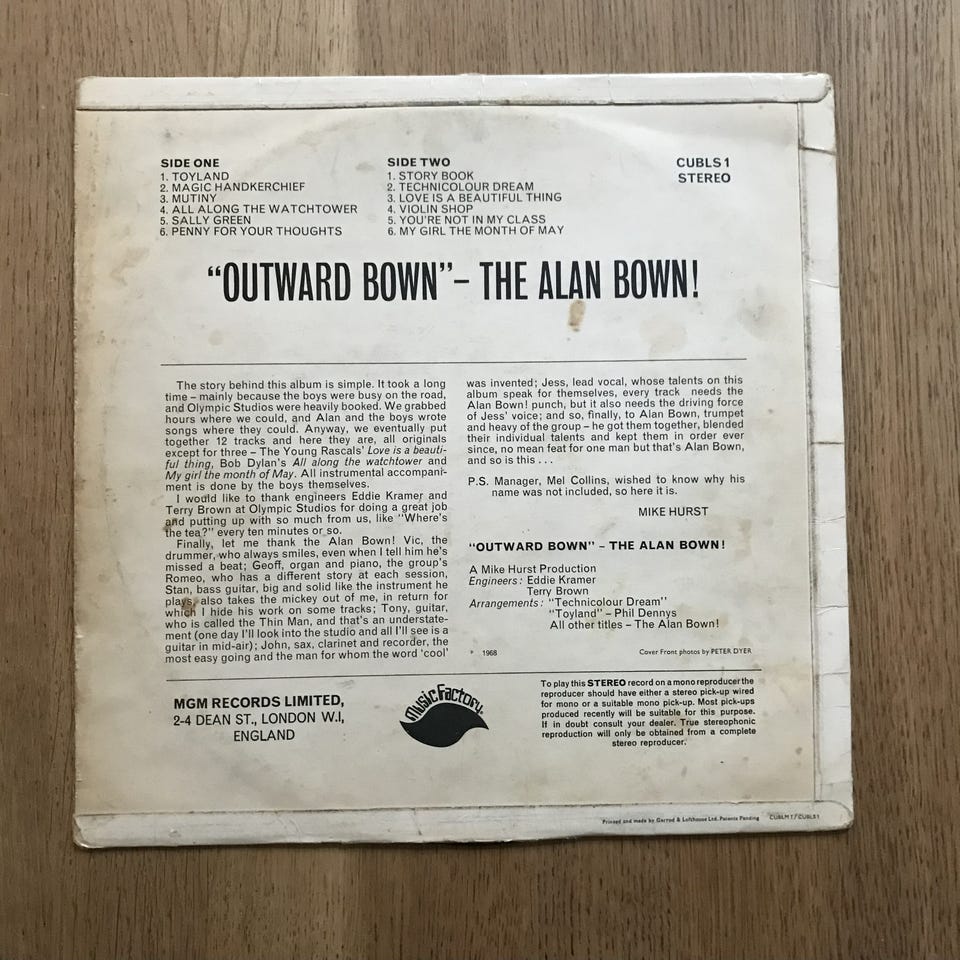 SIDE ONE
1. TOYLAND
2. MAGIC HANDKERCHIEF
3. MUTINY
4. ALL ALONG THE WATCHTOWER
5. SALLY GREEN
6. PENNY FOR YOUR THOUGHTS
SIDE TWO
1. STORY BOOK
2. TECHNICOLOUR DREAM
3. LOVE IS A BEAUTIFUL THING
4. VIOLIN SHOP
5. YOU'RE NOT IN MY CLASS
6. MY GIRL THE MONTH OF MAY
CUBLS 1
STEREO
"OUTWARD BOWN" – THE ALAN BOWN!
The story behind this album is simple. It took a long
time – mainly because the boys were busy on the road,
and Olympic Studios were heavily booked. We grabbed
hours where we could, and Alan and the boys wrote
songs where they could. Anyway, we eventually put
together 12 tracks and here they are, all originals
except for three – The Young Rascals' Love is a beauti-
ful thing, Bob Dylan's All along the watchtower and
My girl the month of May. All instrumental accompani-
ment is done by the boys themselves.
I would like to thank engineers Eddie Kramer and
Terry Brown at Olympic Studios for doing a great job
and putting up with so much from us, like "Where's
the tea?" every ten minutes or so.
Finally, let me thank the Alan Bown! Vic, the
drummer, who always smiles, even when I tell him he's
missed a beat; Geoff, organ and piano, the group's
Romeo, who has a different story at each session,
Stan, bass guitar, big and solid like the instrument he
plays, also takes the mickey out of me, in return for
which I hide his work on some tracks; Tony, guitar,
who is called the Thin Man, and that's an understate-
ment (one day I'll look into the studio and all I'll see is a
guitar in mid-air); John, sax, clarinet and recorder, the
most easy going and the man for whom the word 'cool'
was invented; Jess, lead vocal, whose talents on this
album speak for themselves, every track needs the
Alan Bown! punch, but it also needs the driving force
of Jess' voice; and so, finally, to Alan Bown, trumpet
and heavy of the group – he got them together, blended
their individual talents and kept them in order ever
since, no mean feat for one man but that's Alan Bown,
and so is this . . .
P.S. Manager, Mel Collins, wished to know why his
name was not included, so here it is.
MIKE HURST
"OUTWARD BOWN" – THE ALAN BOWN!
A Mike Hurst Production
Engineers: Eddie Kramer
Terry Brown
Arrangements: "Technicolour Dream"
"Toyland" – Phil Dennys
All other titles – The Alan Bown!
1968
Cover Front photos by PETER DYER
MGM RECORDS LIMITED,
2-4 DEAN ST., LONDON W.I,
ENGLAND
Music Factory
To play this STEREO record on a mono reproducer the
reproducer should have either a stereo pick-up wired
for mono or a suitable mono pick-up. Most pick-ups
produced recently will be suitable for this purpose.
If in doubt consult your dealer. True stereophonic
reproduction will only be obtained from a complete
stereo reproducer.
Printed and made by Garrod & Lofthouse Ltd. Patents Pending
CUBLM 1 / CUBLS 1